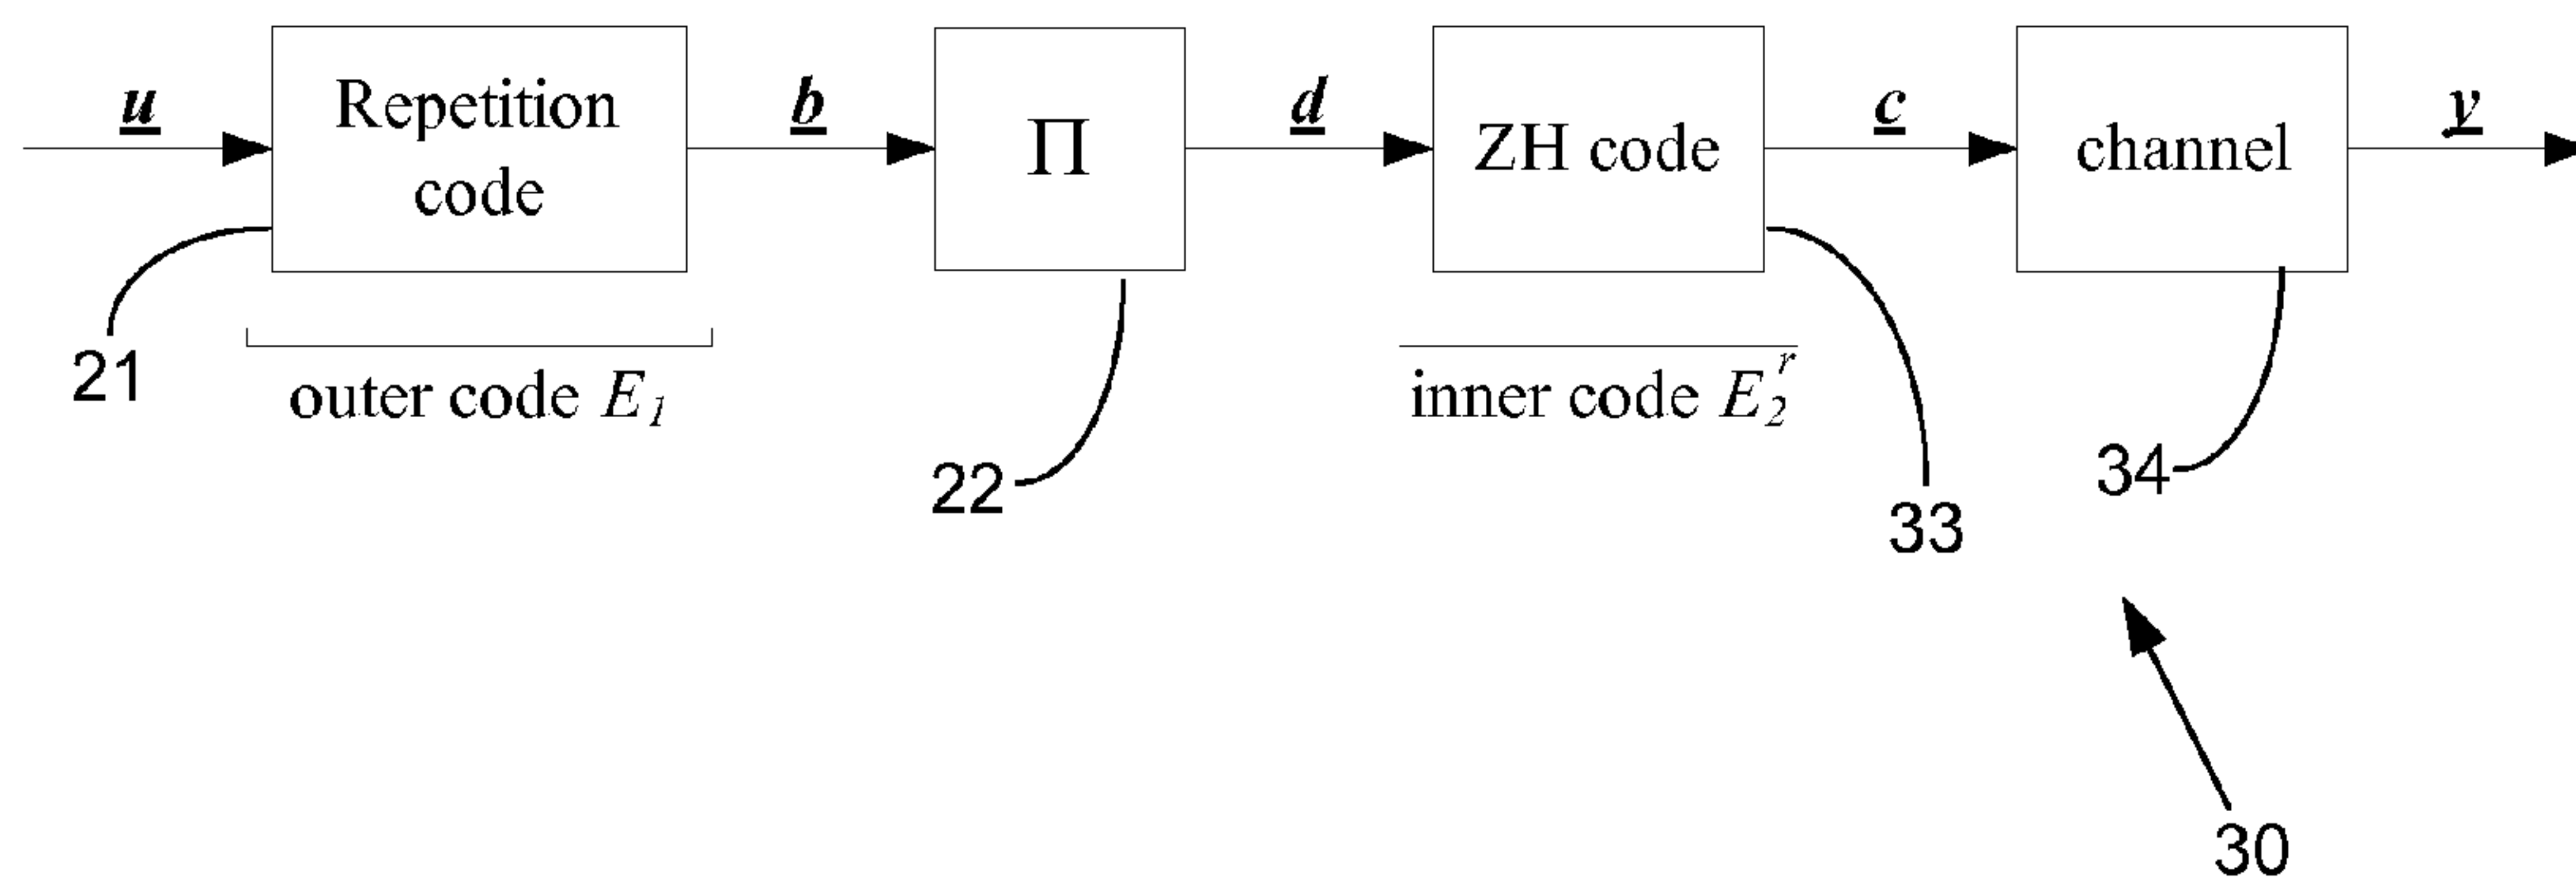 u
Repetition
code
b
Π
d
ZH code
c
channel
y
21
outer code E₁
22
inner code E₂ʳ
33
34
30